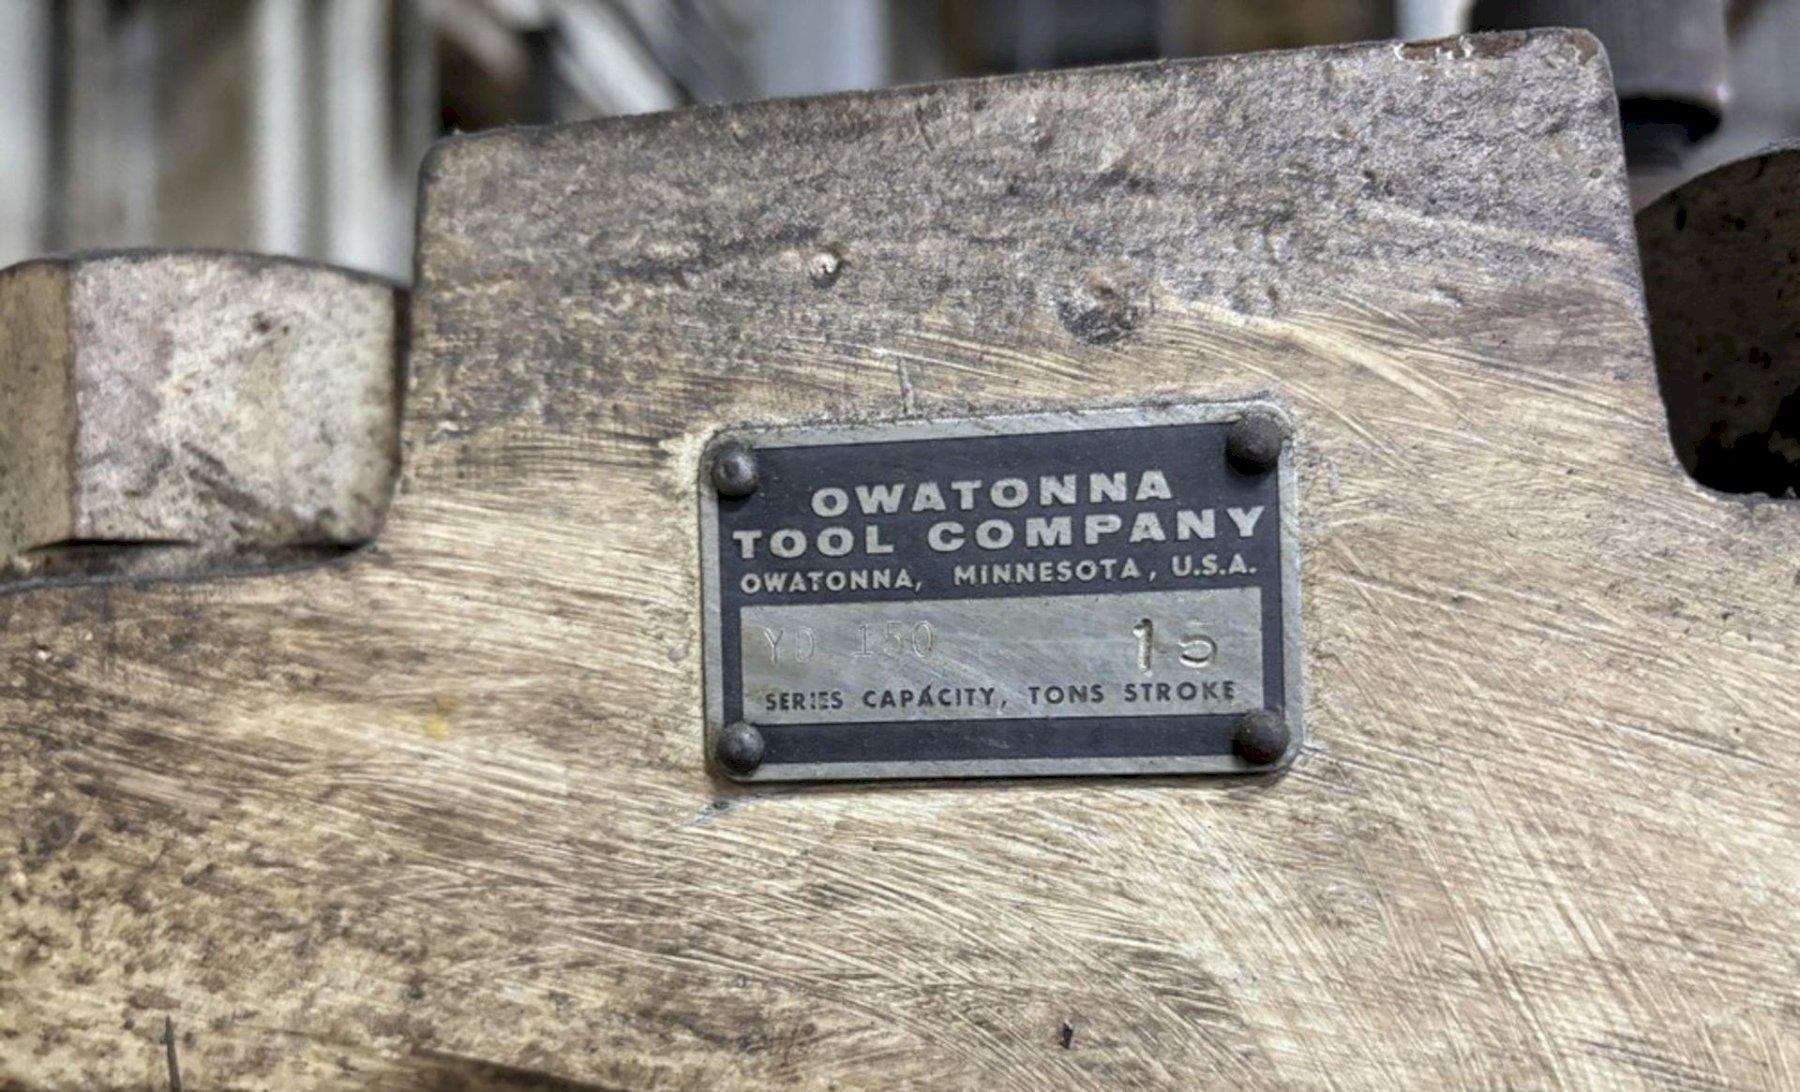 OWATONNA
TOOL COMPANY
OWATONNA, MINNESOTA, U.S.A.
YD 150 15
SERIES CAPACITY, TONS STROKE